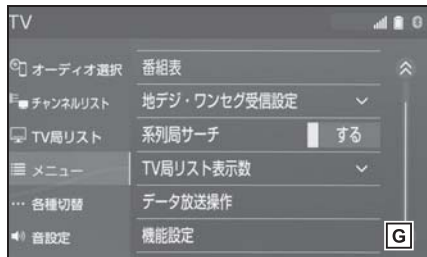 TV
オーディオ選択
チャンネルリスト
TV局リスト
メニュー
各種切替
音設定
番組表
地デジ・ワンセグ受信設定
系列局サーチ する
TV局リスト表示数
データ放送操作
機能設定
G